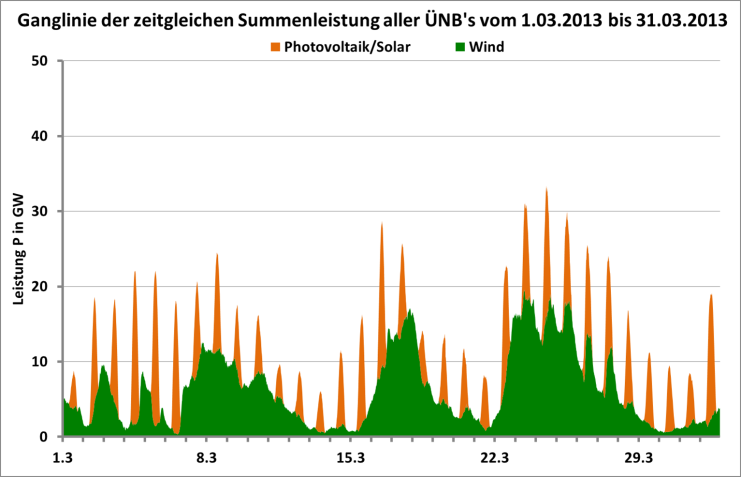 Ganglinie der zeitgleichen Summenleistung aller ÜNB's vom 1.03.2013 bis 31.03.2013
Photovoltaik/Solar Wind
50
40
30
20
10
0
Leistung P in GW
1.3 8.3 15.3 22.3 29.3